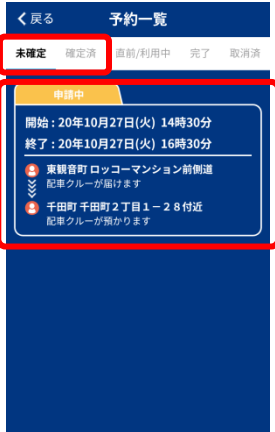 戻る 予約一覧
未確定 確定済 直前/利用中 完了 取消済
申請中
開始：20年10月27日(火) 14時30分
終了：20年10月27日(火) 16時30分
東観音町 ロッコーマンション前側道
配車クルーが届けます
千田町 千田町２丁目１－２８付近
配車クルーが預かります